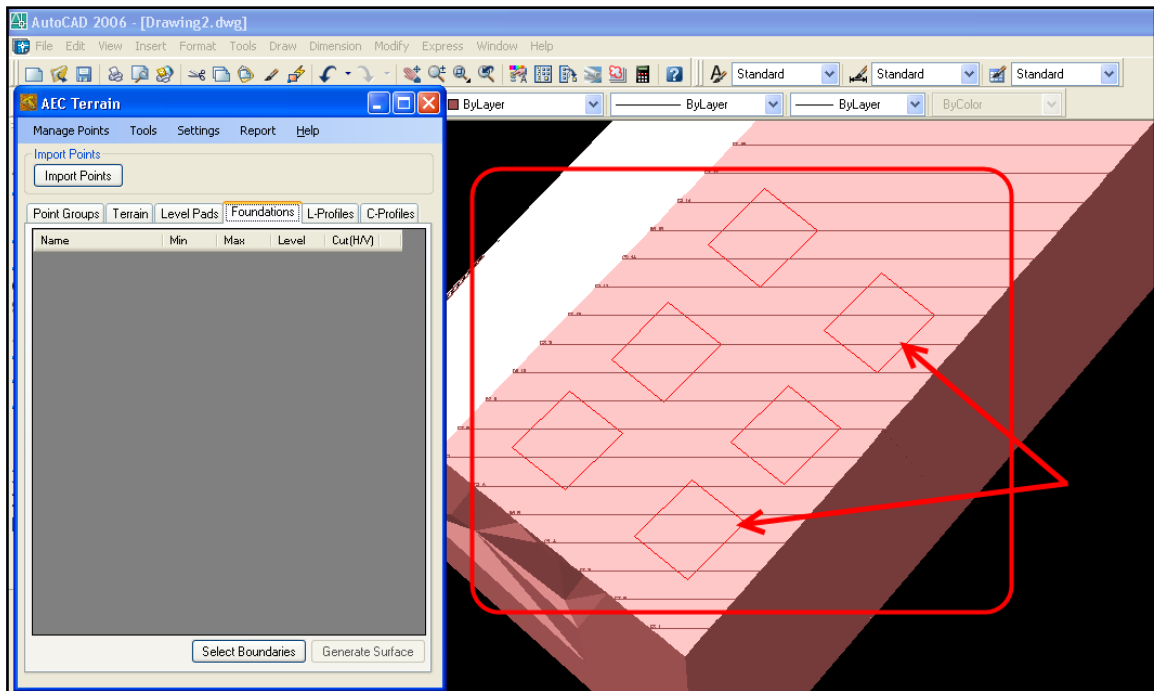 AutoCAD 2006 - [Drawing2.dwg]
File Edit View Insert Format Tools Draw Dimension Modify Express Window Help
Standard Standard Standard
AEC Terrain
ByLayer ByLayer ByLayer ByColor
Manage Points Tools Settings Report Help
Import Points
Import Points
Point Groups Terrain Level Pads Foundations L-Profiles C-Profiles
Name Min Max Level Cut(H/V)
Select Boundaries Generate Surface